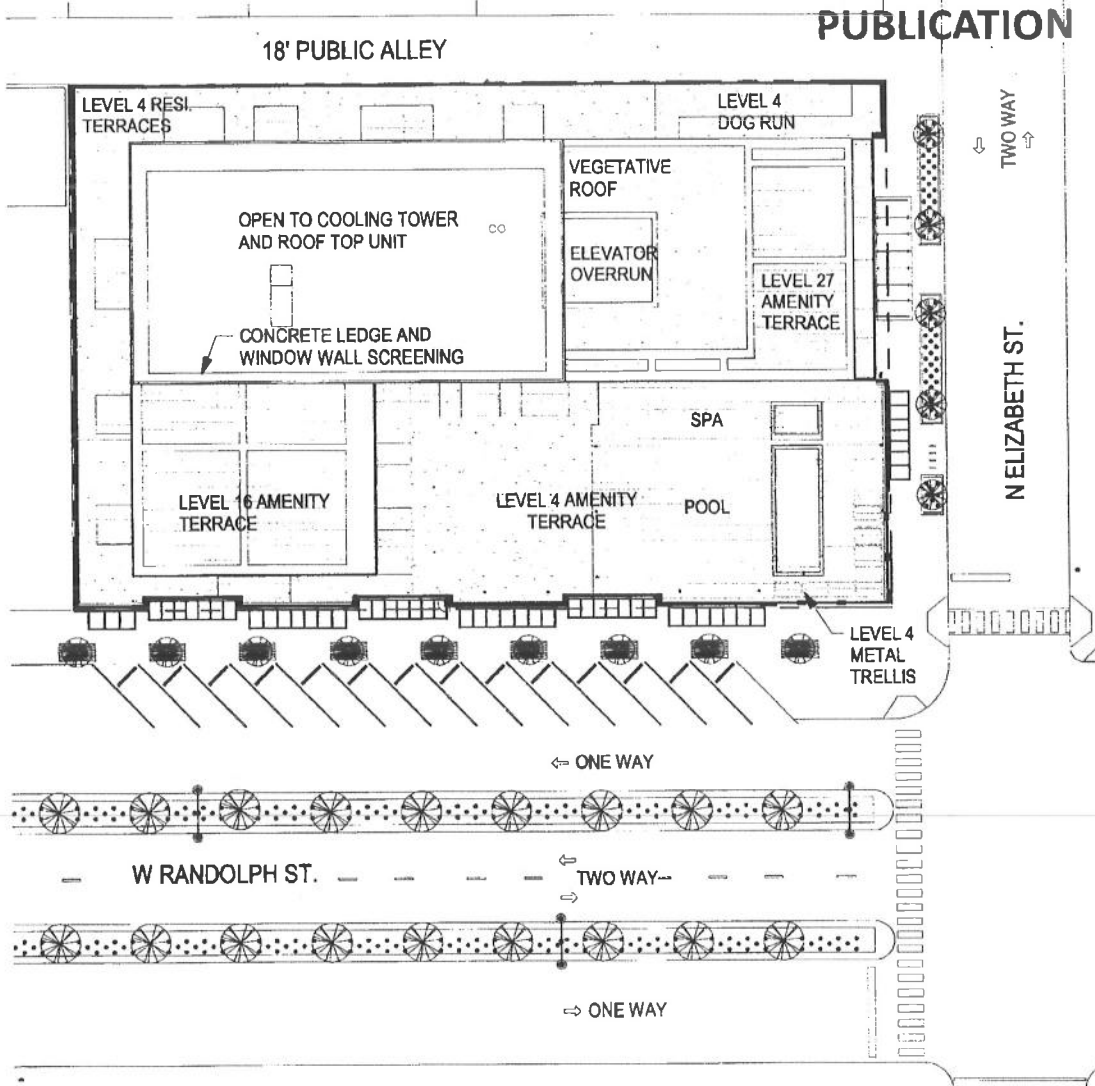 PUBLICATION
18' PUBLIC ALLEY
LEVEL 4 RESI.
TERRACES
LEVEL 4
DOG RUN
TWO WAY
VEGETATIVE
ROOF
OPEN TO COOLING TOWER
AND ROOF TOP UNIT
ELEVATOR
OVERRUN
LEVEL 27
AMENITY
TERRACE
CONCRETE LEDGE AND
WINDOW WALL SCREENING
N ELIZABETH ST.
SPA
LEVEL 16 AMENITY
TERRACE
LEVEL 4 AMENITY
TERRACE
POOL
LEVEL 4
METAL
TRELLIS
ONE WAY
W RANDOLPH ST.
TWO WAY
ONE WAY